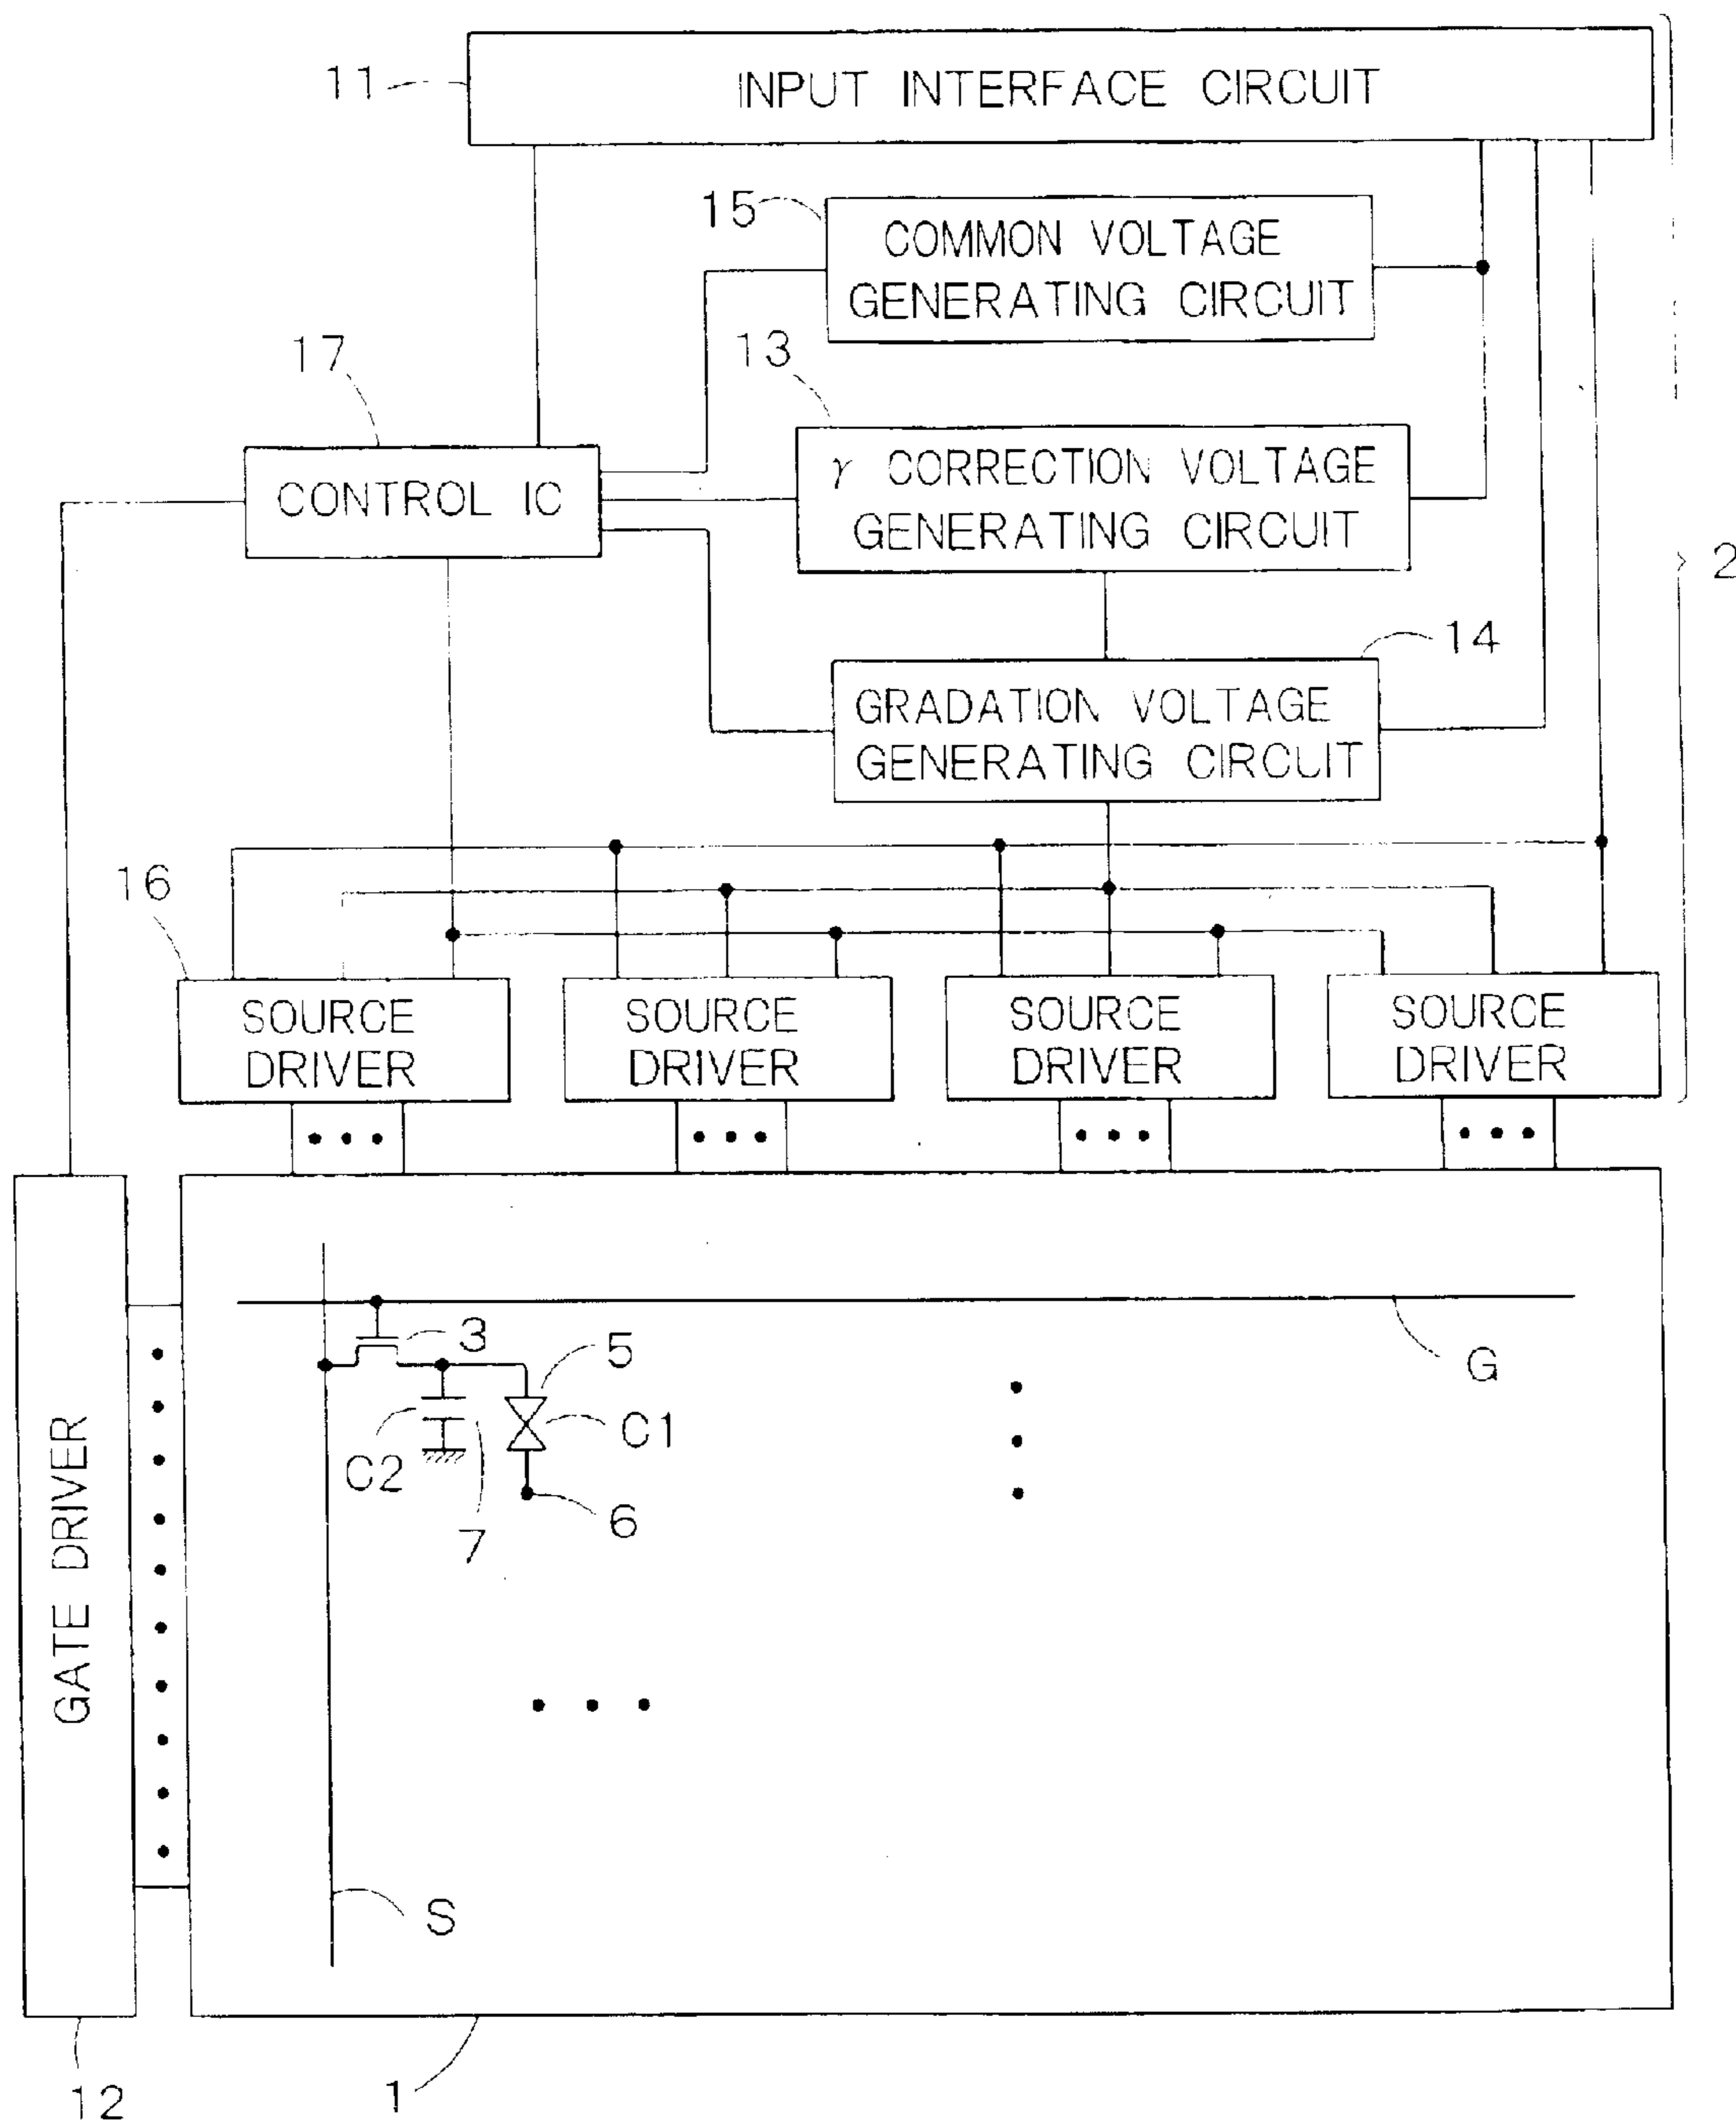 11
INPUT INTERFACE CIRCUIT
15
COMMON VOLTAGE
GENERATING CIRCUIT
17
13
CONTROL IC
γ CORRECTION VOLTAGE
GENERATING CIRCUIT
2
14
GRADATION VOLTAGE
GENERATING CIRCUIT
16
SOURCE
DRIVER
SOURCE
DRIVER
SOURCE
DRIVER
SOURCE
DRIVER
GATE DRIVER
3
5
G
C2
C1
7
6
S
12
1